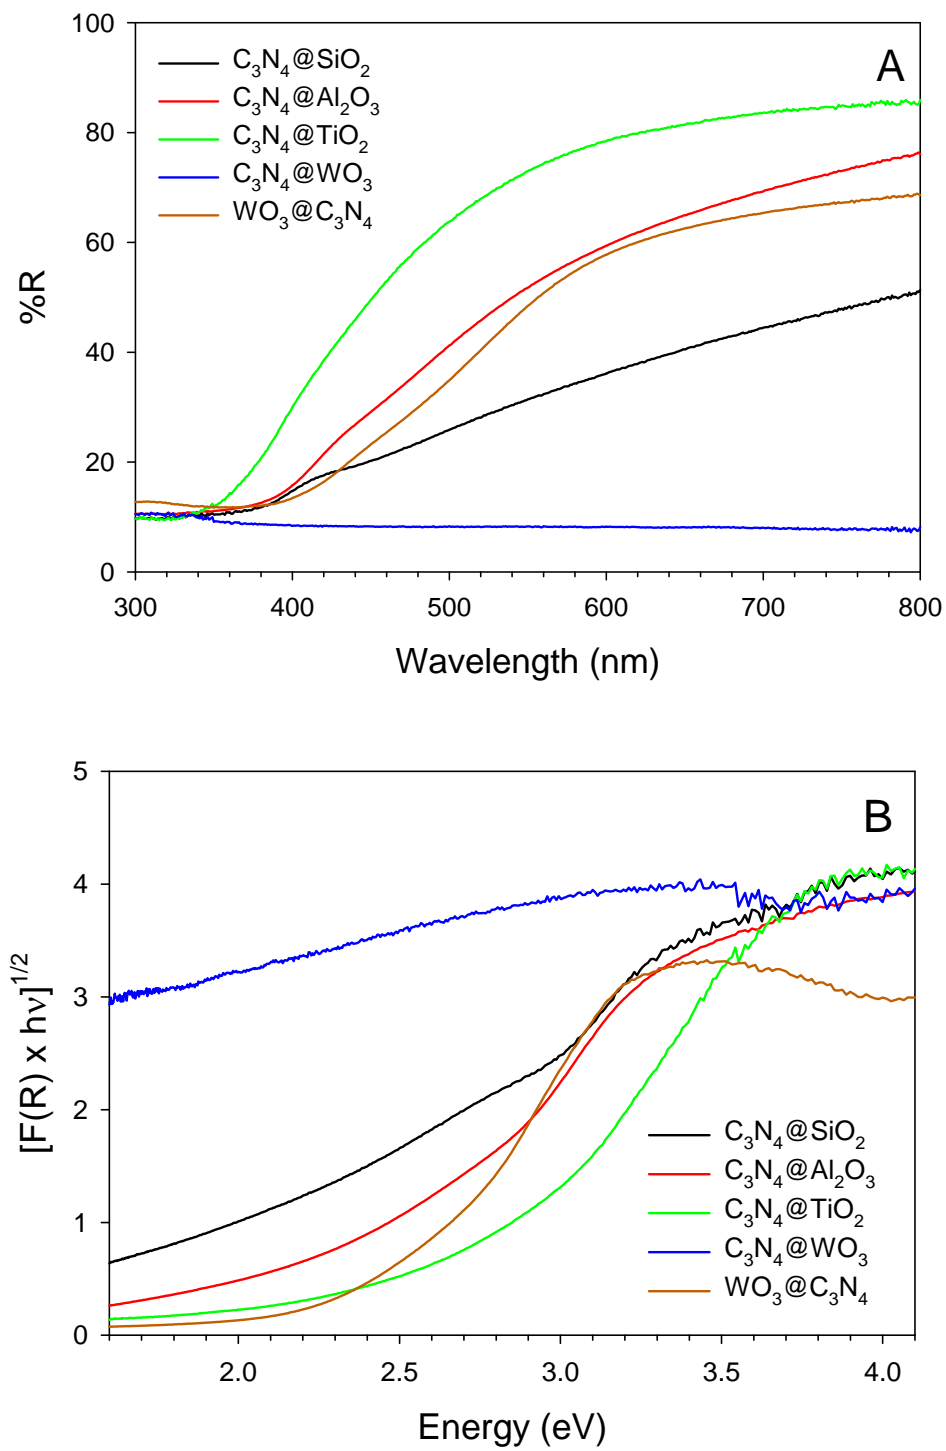 100
80
60
40
20
0
%R
A
C₃N₄@SiO₂
C₃N₄@Al₂O₃
C₃N₄@TiO₂
C₃N₄@WO₃
WO₃@C₃N₄
300 400 500 600 700 800
Wavelength (nm)
5
4
3
2
1
0
[F(R) x hν]¹/²
B
C₃N₄@SiO₂
C₃N₄@Al₂O₃
C₃N₄@TiO₂
C₃N₄@WO₃
WO₃@C₃N₄
2.0 2.5 3.0 3.5 4.0
Energy (eV)